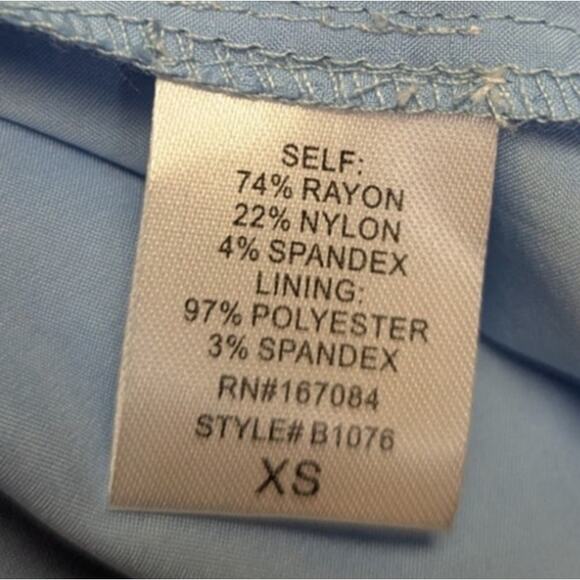 SELF:
74% RAYON
22% NYLON
4% SPANDEX
LINING:
97% POLYESTER
3% SPANDEX
RN#167084
STYLE# B1076
XS